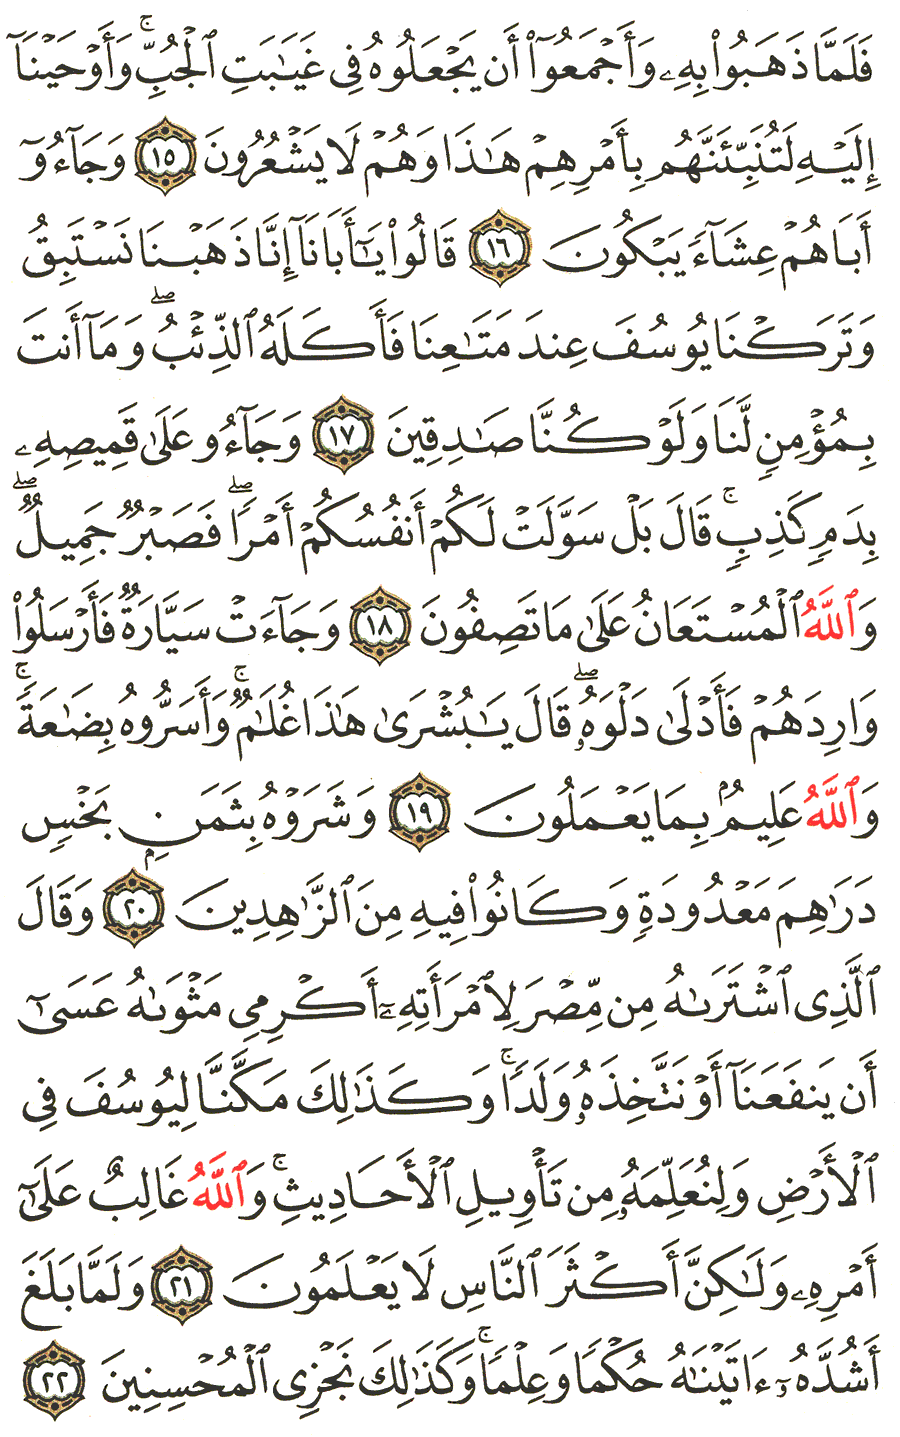 فَلَمَّا ذَهَبُوا۟ بِهِۦ وَأَجْمَعُوٓا۟ أَن يَجْعَلُوهُ فِى غَيَـٰبَتِ ٱلْجُبِّ ۚ وَأَوْحَيْنَآ
إِلَيْهِ لَتُنَبِّئَنَّهُم بِأَمْرِهِمْ هَـٰذَا وَهُمْ لَا يَشْعُرُونَ ١٥ وَجَآءُوٓ
أَبَاهُمْ عِشَآءً يَبْكُونَ ١٦ قَالُوا۟ يَـٰٓأَبَانَآ إِنَّا ذَهَبْنَا نَسْتَبِقُ
وَتَرَكْنَا يُوسُفَ عِندَ مَتَـٰعِنَا فَأَكَلَهُ ٱلذِّئْبُ ۖ وَمَآ أَنتَ
بِمُؤْمِنٍ لَّنَا وَلَوْ كُنَّا صَـٰدِقِينَ ١٧ وَجَآءُو عَلَىٰ قَمِيصِهِۦ
بِدَمٍ كَذِبٍ ۚ قَالَ بَلْ سَوَّلَتْ لَكُمْ أَنفُسُكُمْ أَمْرًا ۖ فَصَبْرٌ جَمِيلٌ ۖ
وَٱللَّهُ ٱلْمُسْتَعَانُ عَلَىٰ مَا تَصِفُونَ ١٨ وَجَآءَتْ سَيَّارَةٌ فَأَرْسَلُوا۟
وَارِدَهُمْ فَأَدْلَىٰ دَلْوَهُۥ ۖ قَالَ يَـٰبُشْرَىٰ هَـٰذَا غُلَـٰمٌ ۚ وَأَسَرُّوهُ بِضَـٰعَةً ۚ
وَٱللَّهُ عَلِيمٌۢ بِمَا يَعْمَلُونَ ١٩ وَشَرَوْهُ بِثَمَنٍۭ بَخْسٍ
دَرَٰهِمَ مَعْدُودَةٍ وَكَانُوا۟ فِيهِ مِنَ ٱلزَّٰهِدِينَ ٢٠ وَقَالَ
ٱلَّذِى ٱشْتَرَىٰهُ مِن مِّصْرَ لِٱمْرَأَتِهِۦٓ أَكْرِمِى مَثْوَىٰهُ عَسَىٰٓ
أَن يَنفَعَنَآ أَوْ نَتَّخِذَهُۥ وَلَدًا ۚ وَكَذَٰلِكَ مَكَّنَّا لِيُوسُفَ فِى
ٱلْأَرْضِ وَلِنُعَلِّمَهُۥ مِن تَأْوِيلِ ٱلْأَحَادِيثِ ۚ وَٱللَّهُ غَالِبٌ عَلَىٰٓ
أَمْرِهِۦ وَلَـٰكِنَّ أَكْثَرَ ٱلنَّاسِ لَا يَعْلَمُونَ ٢١ وَلَمَّا بَلَغَ
أَشُدَّهُۥٓ ءَاتَيْنَـٰهُ حُكْمًا وَعِلْمًا ۚ وَكَذَٰلِكَ نَجْزِى ٱلْمُحْسِنِينَ ٢٢